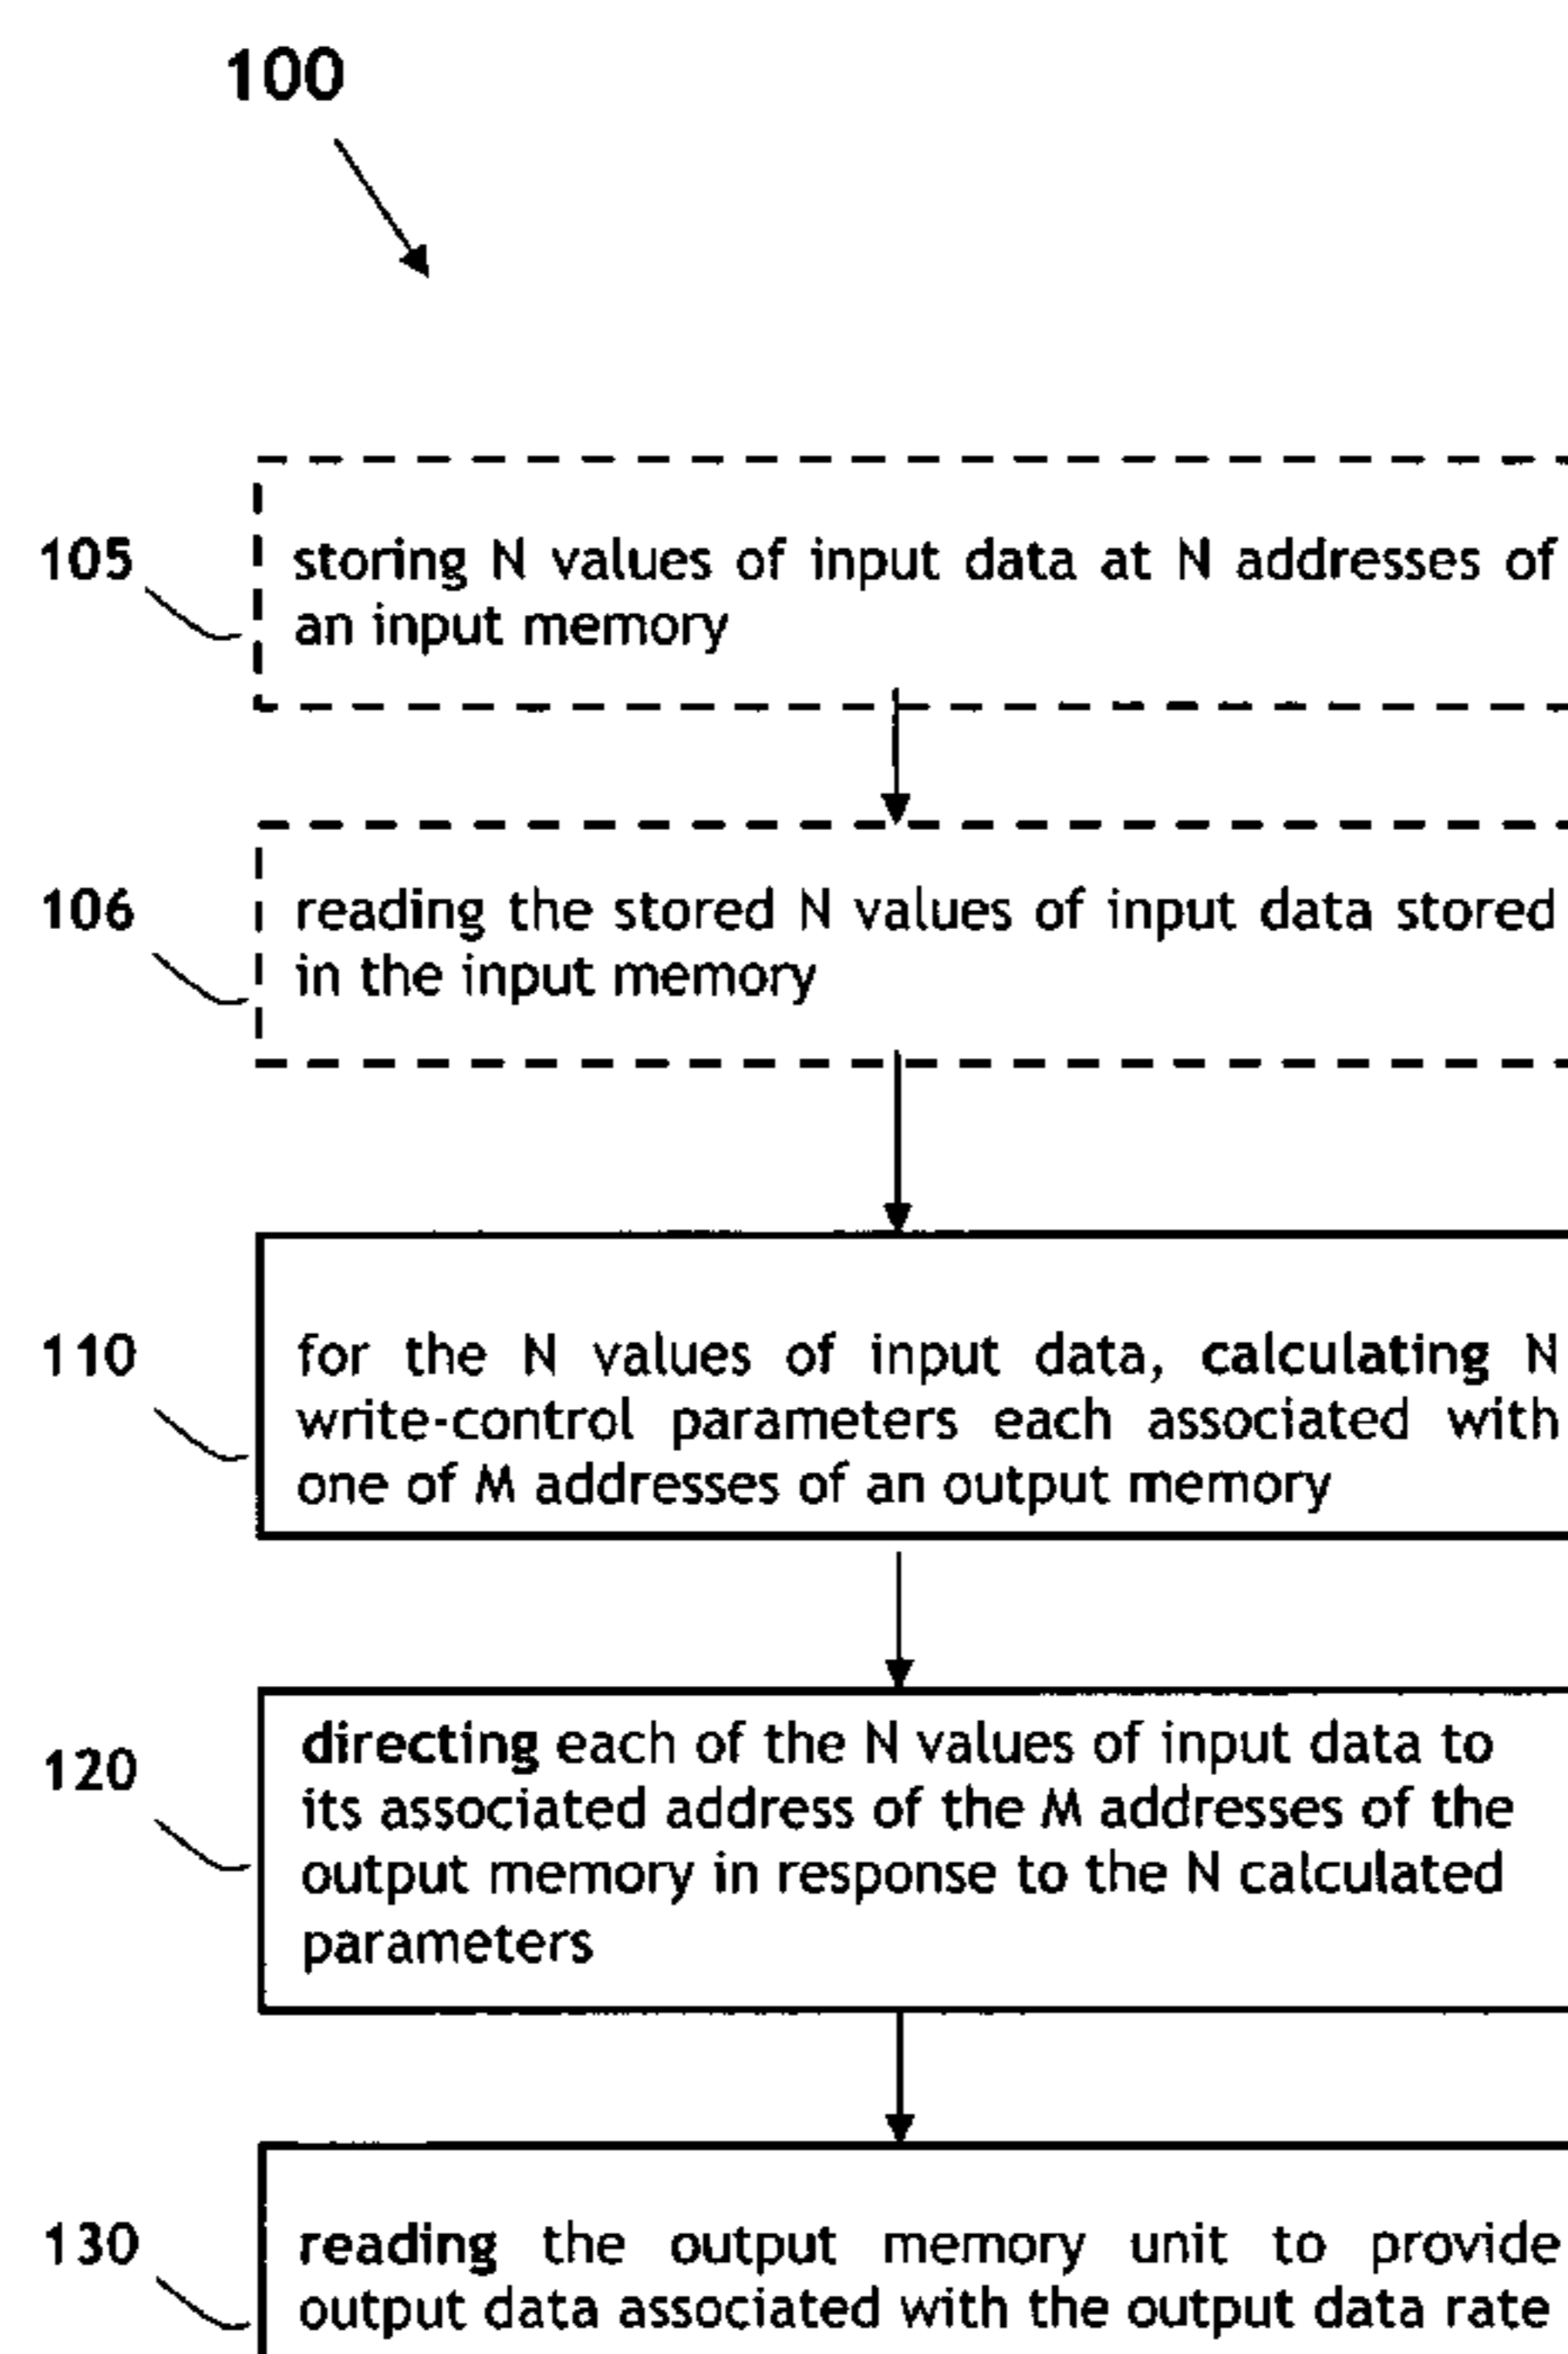 100
105
storing N values of input data at N addresses of
an input memory
106
reading the stored N values of input data stored
in the input memory
110
for the N values of input data, calculating N
write-control parameters each associated with
one of M addresses of an output memory
120
directing each of the N values of input data to
its associated address of the M addresses of the
output memory in response to the N calculated
parameters
130
reading the output memory unit to provide
output data associated with the output data rate